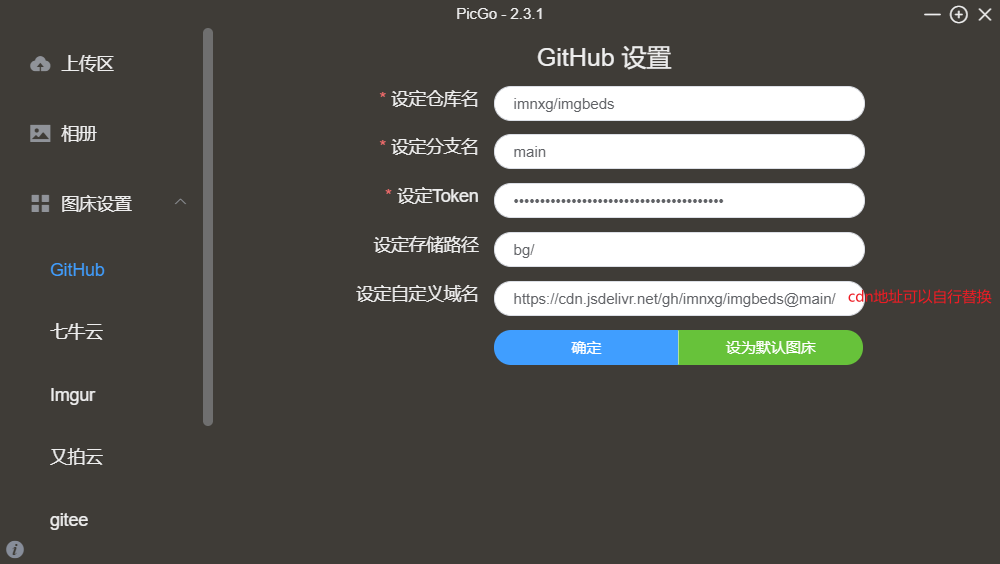 PicGo - 2.3.1
上传区
相册
图床设置
GitHub
七牛云
Imgur
又拍云
gitee
GitHub 设置
* 设定仓库名 imnxg/imgbeds
* 设定分支名 main
* 设定Token ••••••••••••••••••••••••••••••••••••••••
设定存储路径 bg/
设定自定义域名 https://cdn.jsdelivr.net/gh/imnxg/imgbeds@main/ cdn地址可以自行替换
确定 设为默认图床